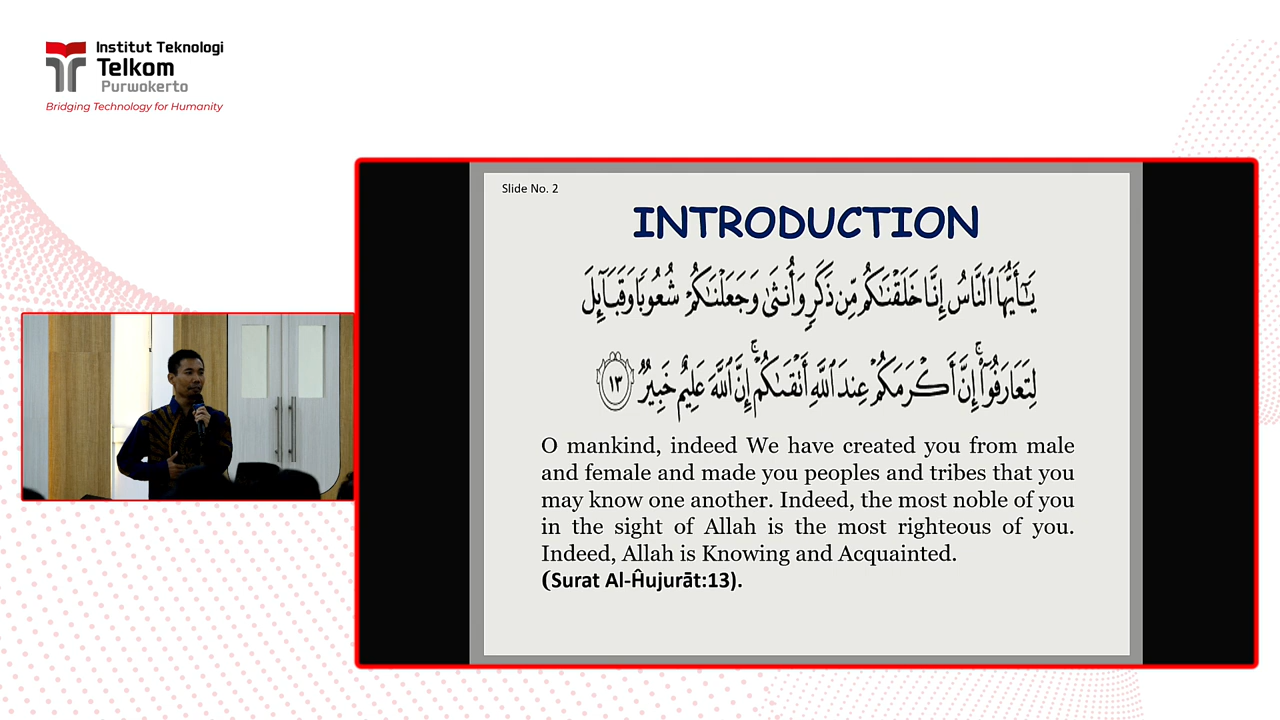 Institut Teknologi
Telkom
Purwokerto
Bridging Technology for Humanity
Slide No. 2
INTRODUCTION
يَـٰٓأَيُّهَا ٱلنَّاسُ إِنَّا خَلَقْنَـٰكُم مِّن ذَكَرٍ وَأُنثَىٰ وَجَعَلْنَـٰكُمْ شُعُوبًا وَقَبَآئِلَ
لِتَعَارَفُوٓا۟ ۚ إِنَّ أَكْرَمَكُمْ عِندَ ٱللَّهِ أَتْقَىٰكُمْ ۚ إِنَّ ٱللَّهَ عَلِيمٌ خَبِيرٌ ١٣
O mankind, indeed We have created you from male
and female and made you peoples and tribes that you
may know one another. Indeed, the most noble of you
in the sight of Allah is the most righteous of you.
Indeed, Allah is Knowing and Acquainted.
(Surat Al-Ĥujurāt:13).